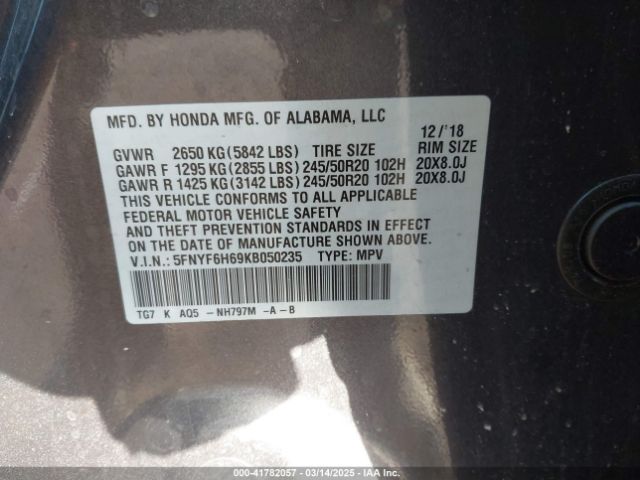 MFD. BY HONDA MFG. OF ALABAMA, LLC
12/'18
GVWR 2650 KG(5842 LBS) TIRE SIZE RIM SIZE
GAWR F 1295 KG(2855 LBS)245/50R20 102H 20X8.0J
GAWR R 1425 KG(3142 LBS)245/50R20 102H 20X8.0J
THIS VEHICLE CONFORMS TO ALL APPLICABLE
FEDERAL MOTOR VEHICLE SAFETY
AND THEFT PREVENTION STANDARDS IN EFFECT
ON THE DATE OF MANUFACTURE SHOWN ABOVE.
V.I.N.: 5FNYF6H69KB050235 TYPE: MPV
TG7 K AQ5 -NH797M -A-B
000-41782057 - 03/14/2025 - IAA Inc.